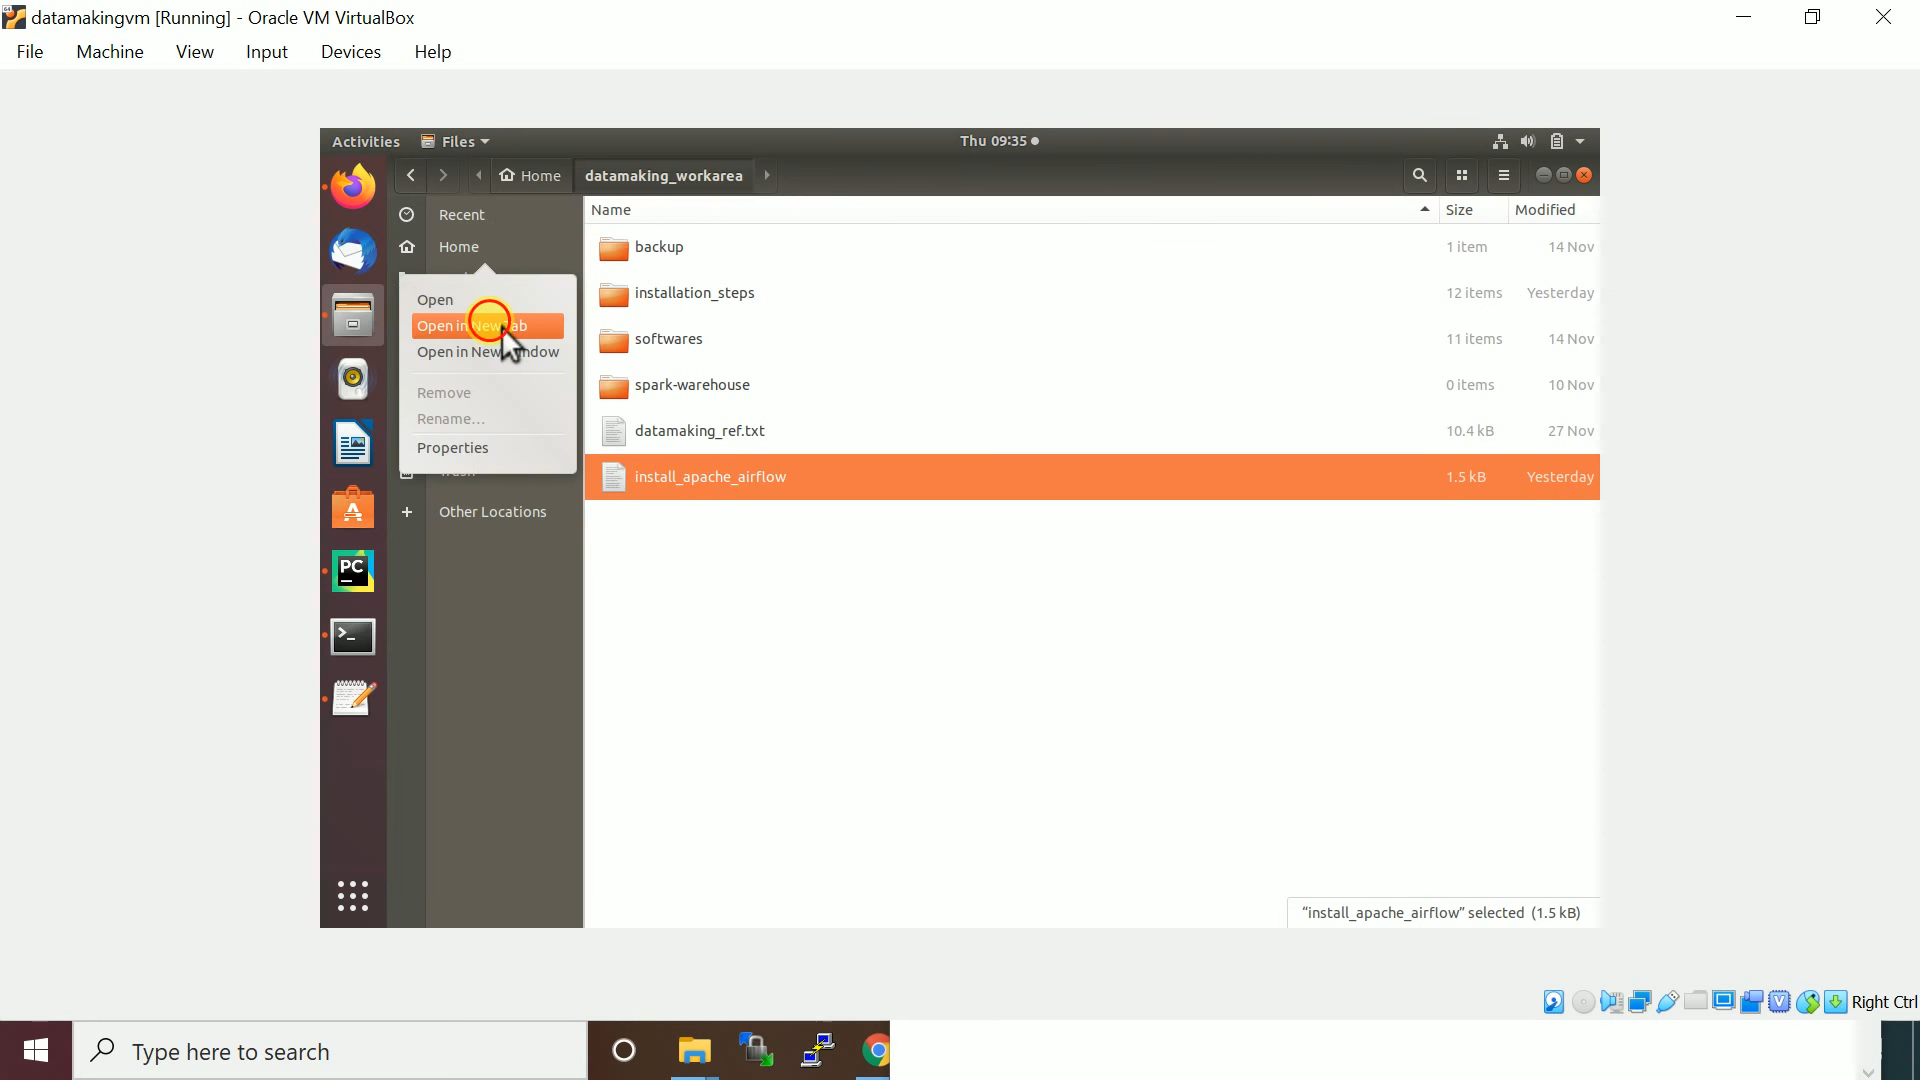 datamakingvm [Running] - Oracle VM VirtualBox
File Machine View Input Devices Help
Activities Files Thu 09:35
Home datamaking_workarea
Recent
Home
Open
Open in New Tab
Open in New Window
Remove
Rename...
Properties
Other Locations
Name Size Modified
backup 1 item 14 Nov
installation_steps 12 items Yesterday
softwares 11 items 14 Nov
spark-warehouse 0 items 10 Nov
datamaking_ref.txt 10.4 kB 27 Nov
install_apache_airflow 1.5 kB Yesterday
PC
"install_apache_airflow" selected (1.5 kB)
Right Ctrl
Type here to search